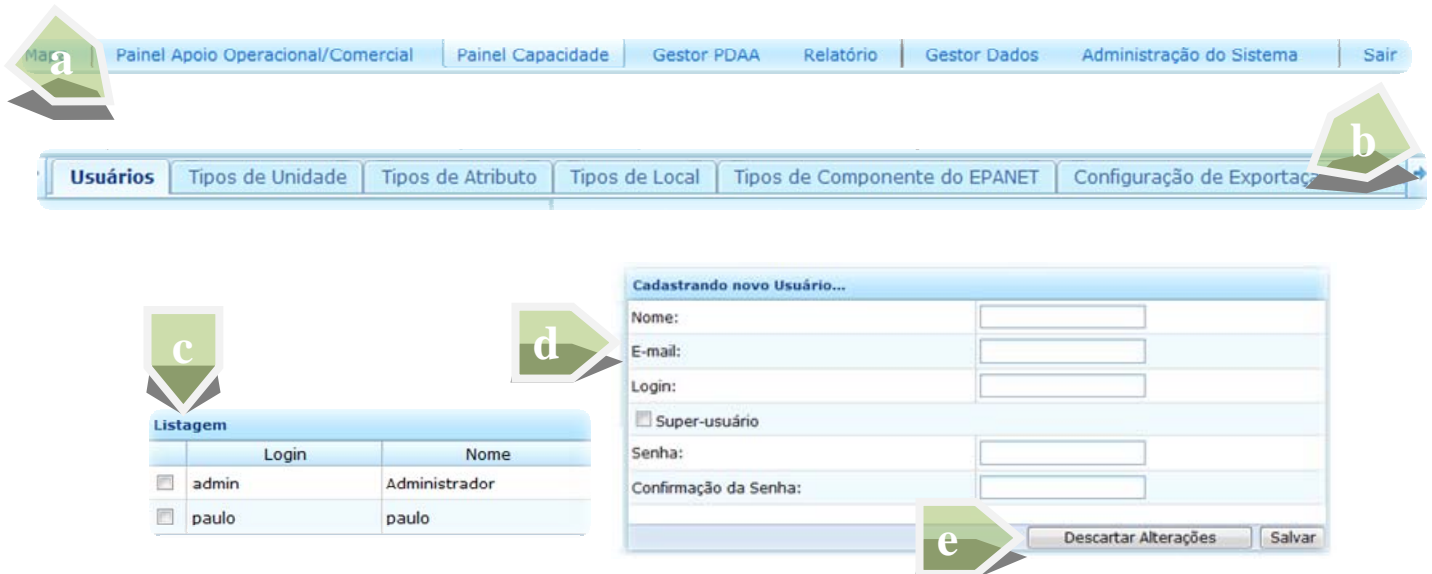 a
Painel Apoio Operacional/Comercial Painel Capacidade Gestor PDAA Relatório Gestor Dados Administração do Sistema Sair
b
Usuários Tipos de Unidade Tipos de Atributo Tipos de Local Tipos de Componente do EPANET Configuração de
c
Listagem
Login Nome
admin Administrador
paulo paulo
d
Cadastrando novo Usuário...
Nome:
E-mail:
Login:
Super-usuário
Senha:
Confirmação da Senha:
e
Descartar Alterações Salvar